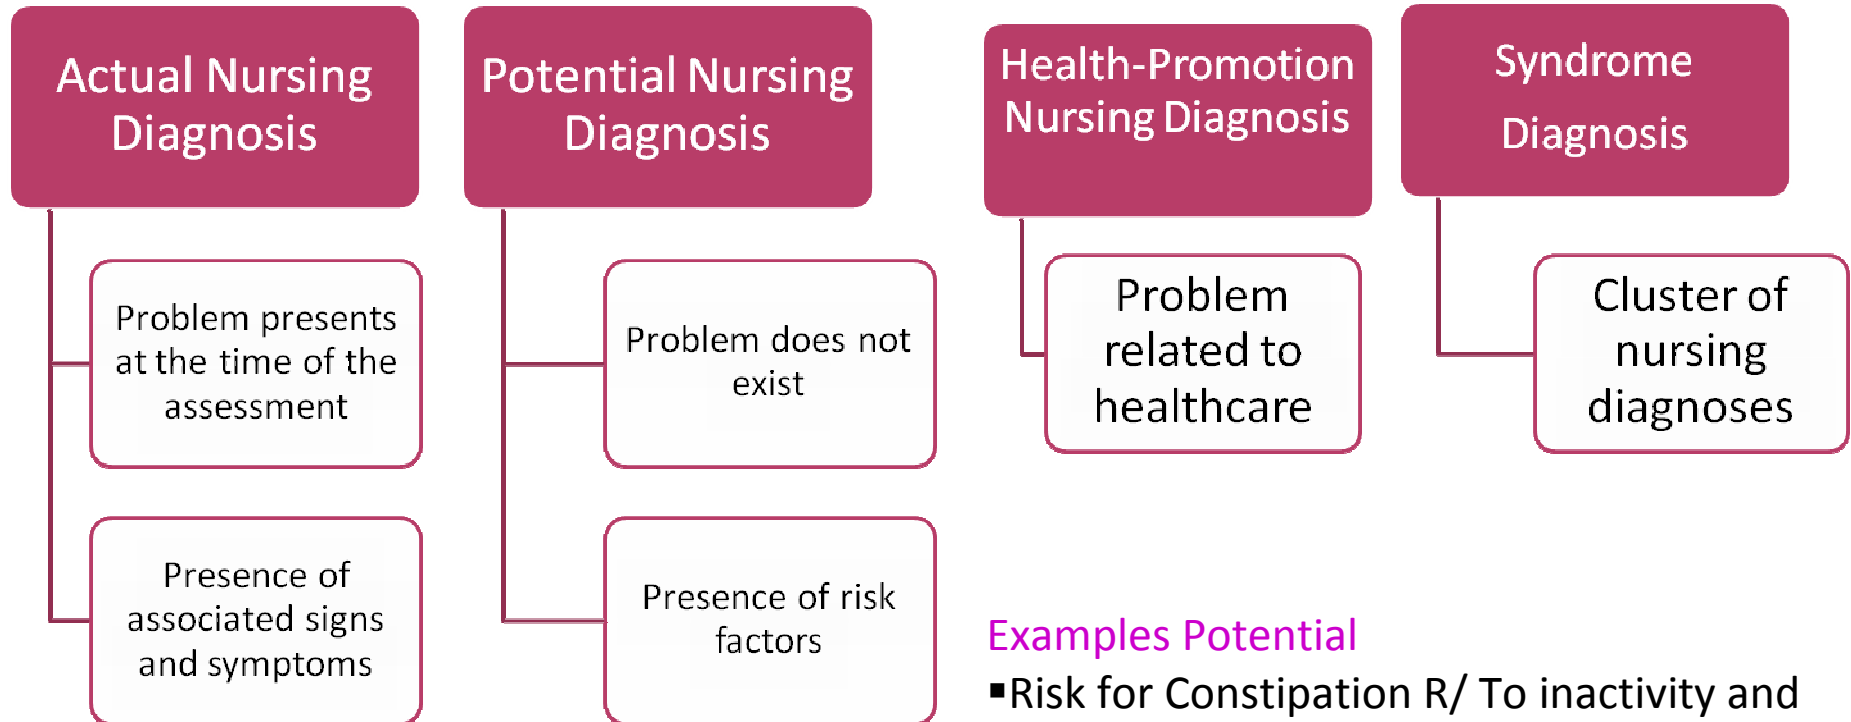 Actual Nursing
Diagnosis
Problem presents
at the time of the
assessment
Presence of
associated signs
and symptoms
Potential Nursing
Diagnosis
Problem does not
exist
Presence of risk
factors
Health-Promotion
Nursing Diagnosis
Problem
related to
healthcare
Syndrome
Diagnosis
Cluster of
nursing
diagnoses
Examples Potential
▪Risk for Constipation R/ To inactivity and